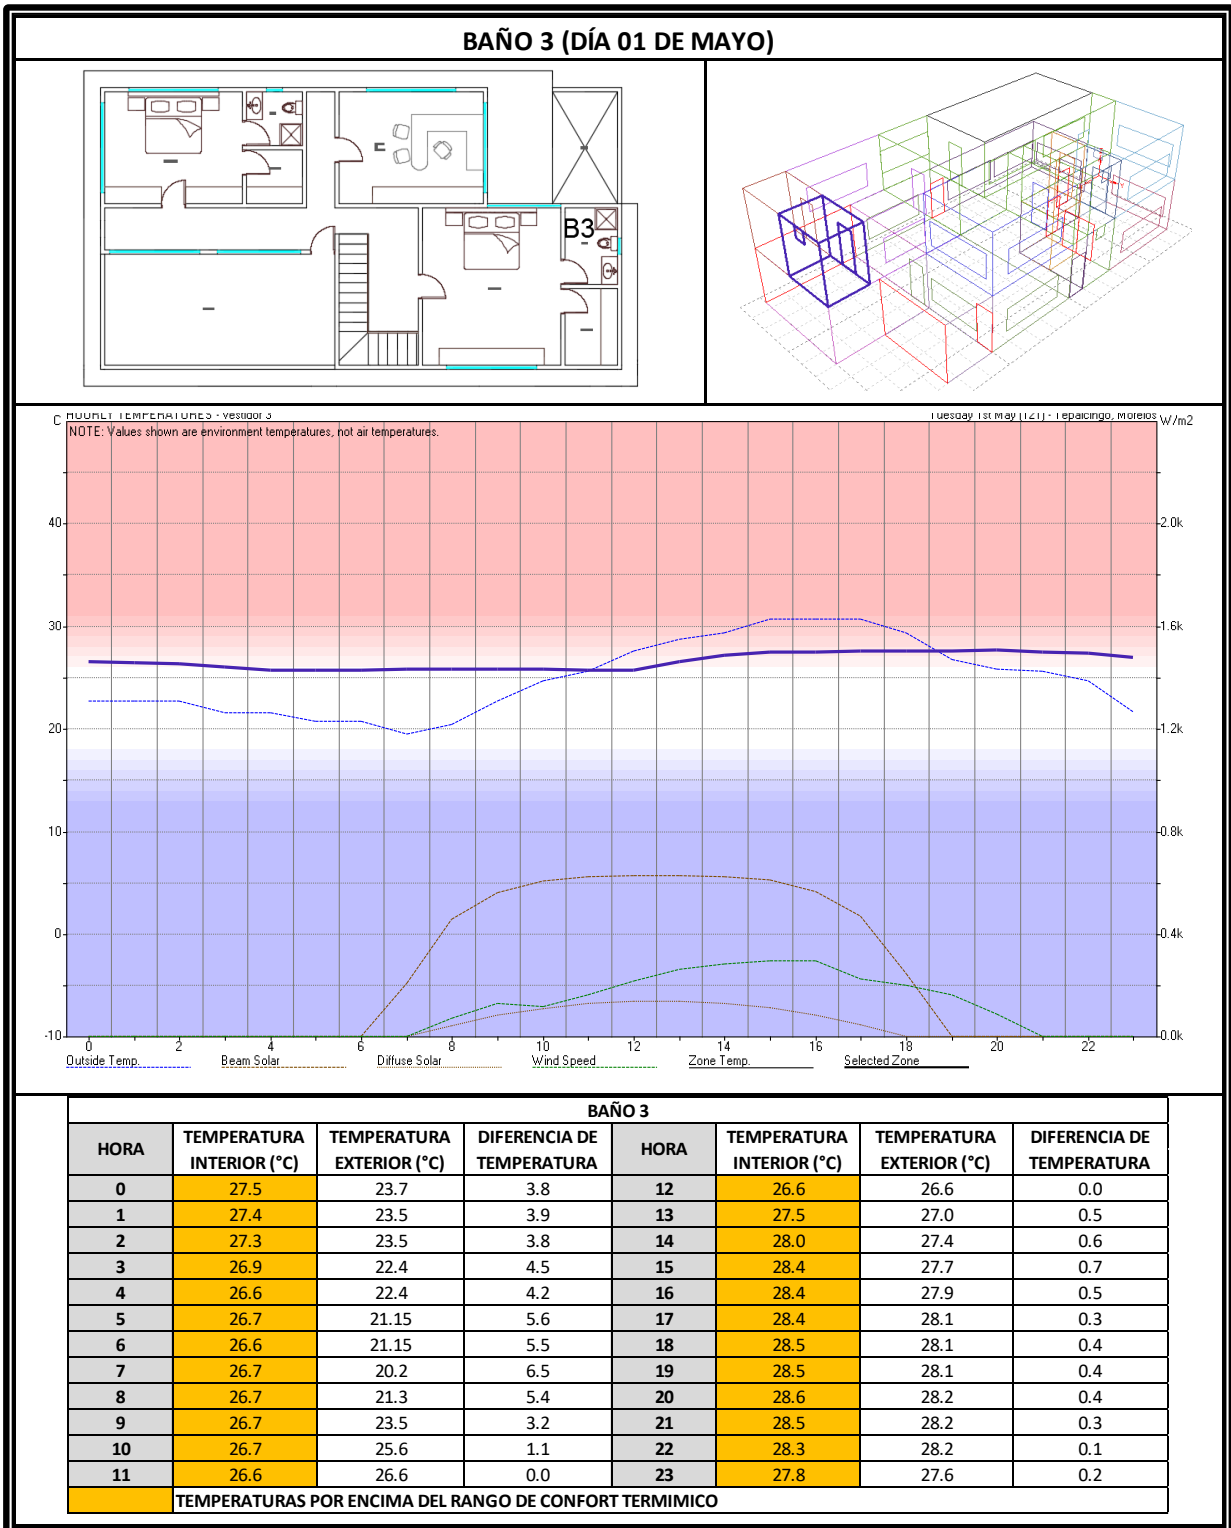 BAÑO 3 (DÍA 01 DE MAYO)
B3
HOURLY TEMPERATURES - Vestidor 3
Tuesday 1st May (121) - Tepalcingo, Morelos
C
W/m2
NOTE: Values shown are environment temperatures, not air temperatures.
40
2.0k
30
1.6k
20
1.2k
10
0.8k
0
0.4k
-10
0.0k
0 2 4 6 8 10 12 14 16 18 20 22
Outside Temp. Beam Solar Diffuse Solar Wind Speed Zone Temp. Selected Zone
BAÑO 3
HORA TEMPERATURA INTERIOR (°C) TEMPERATURA EXTERIOR (°C) DIFERENCIA DE TEMPERATURA HORA TEMPERATURA INTERIOR (°C) TEMPERATURA EXTERIOR (°C) DIFERENCIA DE TEMPERATURA
0 27.5 23.7 3.8 12 26.6 26.6 0.0
1 27.4 23.5 3.9 13 27.5 27.0 0.5
2 27.3 23.5 3.8 14 28.0 27.4 0.6
3 26.9 22.4 4.5 15 28.4 27.7 0.7
4 26.6 22.4 4.2 16 28.4 27.9 0.5
5 26.7 21.15 5.6 17 28.4 28.1 0.3
6 26.6 21.15 5.5 18 28.5 28.1 0.4
7 26.7 20.2 6.5 19 28.5 28.1 0.4
8 26.7 21.3 5.4 20 28.6 28.2 0.4
9 26.7 23.5 3.2 21 28.5 28.2 0.3
10 26.7 25.6 1.1 22 28.3 28.2 0.1
11 26.6 26.6 0.0 23 27.8 27.6 0.2
TEMPERATURAS POR ENCIMA DEL RANGO DE CONFORT TERMIMICO